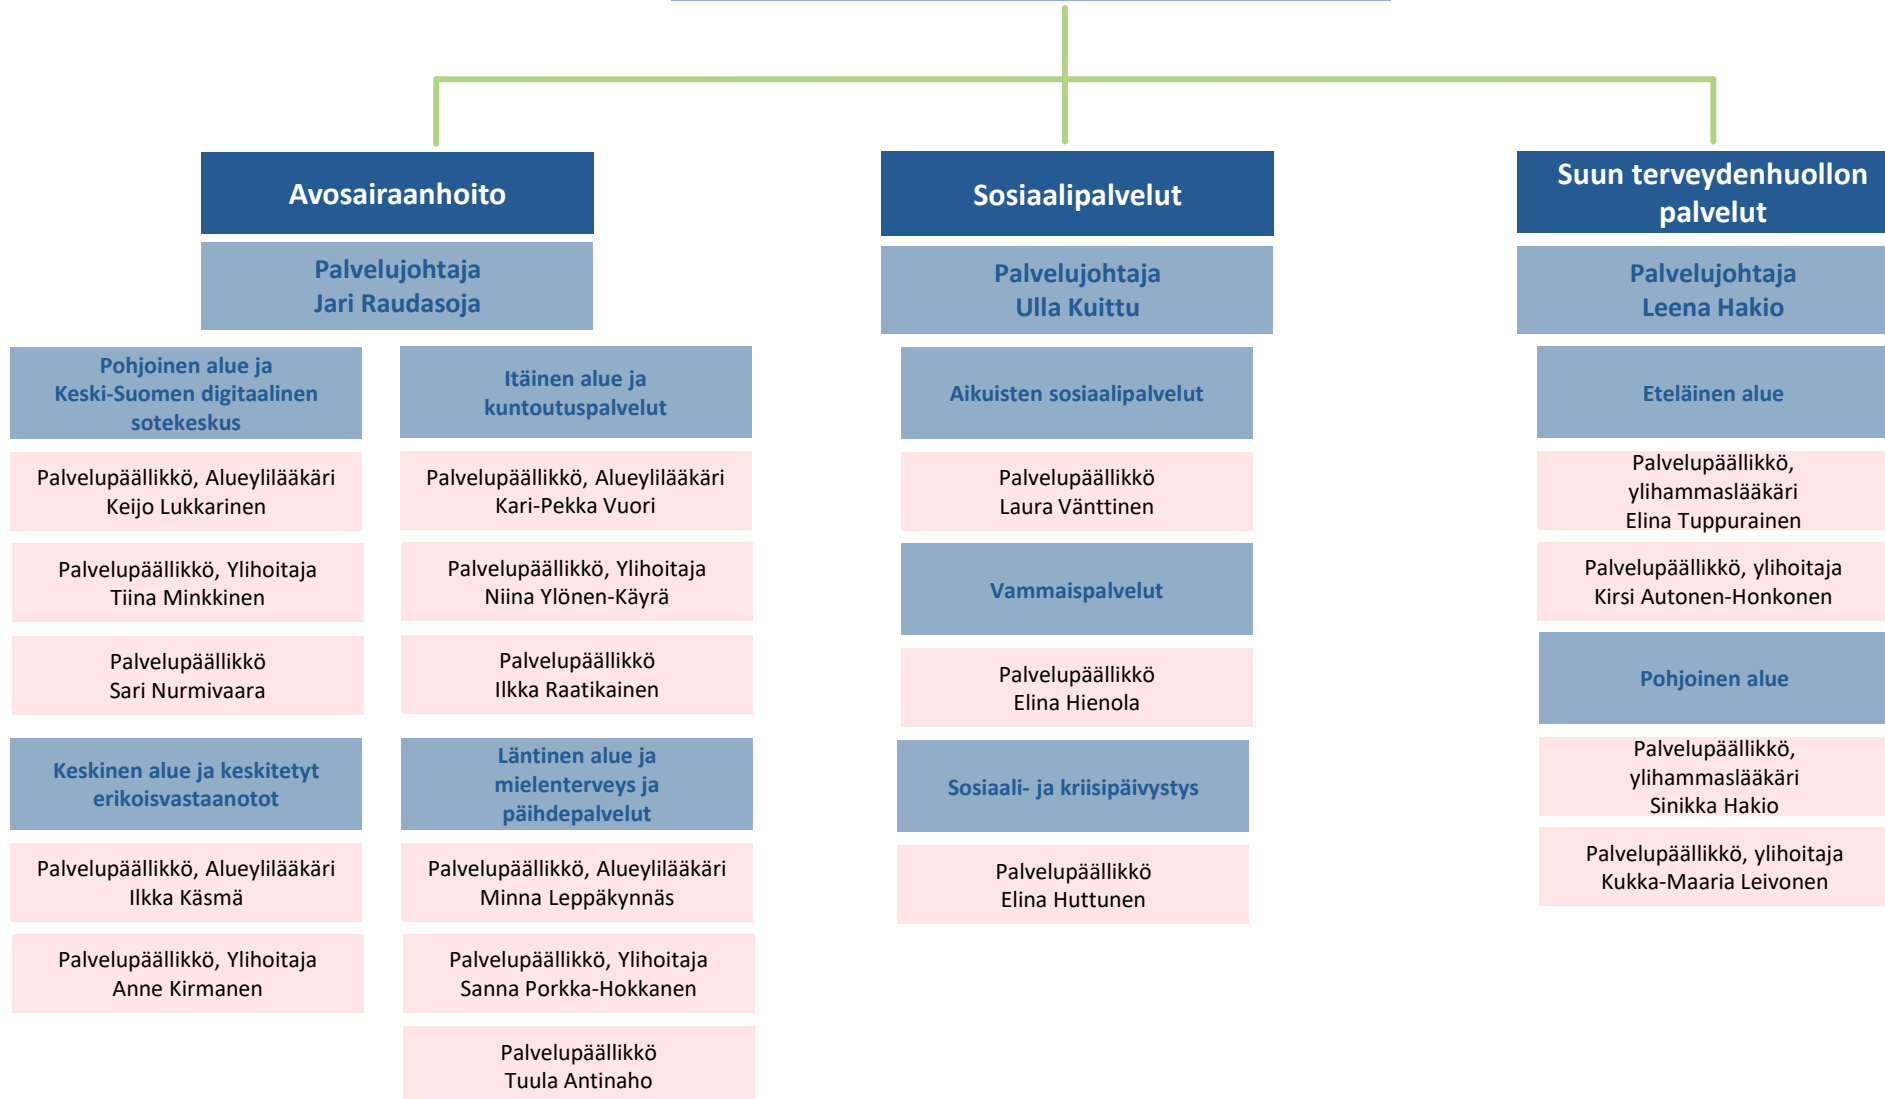 Avosairaanhoito
Palvelujohtaja
Jari Raudasoja
Pohjoinen alue ja
Keski-Suomen digitaalinen
sotekeskus
Palvelupäällikkö, Alueylilääkäri
Keijo Lukkarinen
Palvelupäällikkö, Ylihoitaja
Tiina Minkkinen
Palvelupäällikkö
Sari Nurmivaara
Keskinen alue ja keskitetyt
erikoisvastaanotot
Palvelupäällikkö, Alueylilääkäri
Ilkka Käsmä
Palvelupäällikkö, Ylihoitaja
Anne Kirmanen
Itäinen alue ja
kuntoutuspalvelut
Palvelupäällikkö, Alueylilääkäri
Kari-Pekka Vuori
Palvelupäällikkö, Ylihoitaja
Niina Ylönen-Käyrä
Palvelupäällikkö
Ilkka Raatikainen
Läntinen alue ja
mielenterveys ja
päihdepalvelut
Palvelupäällikkö, Alueylilääkäri
Minna Leppäkynnäs
Palvelupäällikkö, Ylihoitaja
Sanna Porkka-Hokkanen
Palvelupäällikkö
Tuula Antinaho
Sosiaalipalvelut
Palvelujohtaja
Ulla Kuittu
Aikuisten sosiaalipalvelut
Palvelupäällikkö
Laura Vänttinen
Vammaispalvelut
Palvelupäällikkö
Elina Hienola
Sosiaali- ja kriisipäivystys
Palvelupäällikkö
Elina Huttunen
Suun terveydenhuollon
palvelut
Palvelujohtaja
Leena Hakio
Eteläinen alue
Palvelupäällikkö,
ylihammaslääkäri
Elina Tuppurainen
Palvelupäällikkö, ylihoitaja
Kirsi Autonen-Honkonen
Pohjoinen alue
Palvelupäällikkö,
ylihammaslääkäri
Sinikka Hakio
Palvelupäällikkö, ylihoitaja
Kukka-Maaria Leivonen